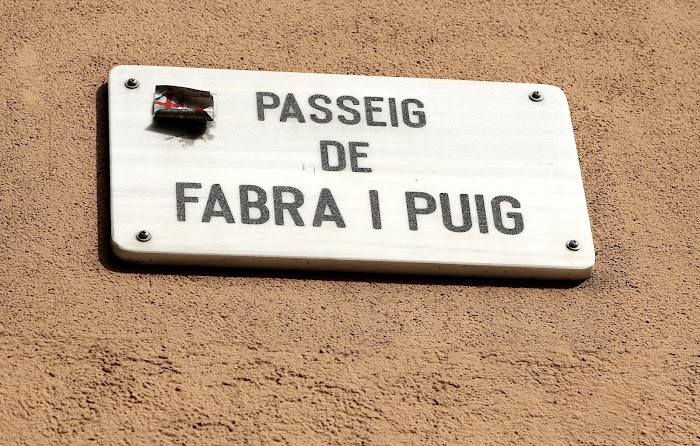 PASSEIG
DE
FABRA I PUIG